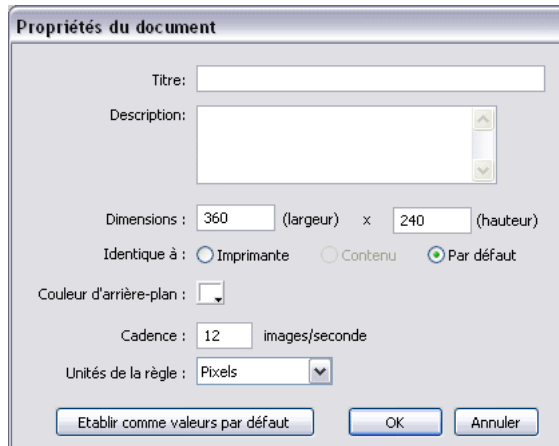 Propriétés du document
Titre:
Description:
Dimensions : 360 (largeur) x 240 (hauteur)
Identique à : Imprimante Contenu Par défaut
Couleur d'arrière-plan :
Cadence : 12 images/seconde
Unités de la règle : Pixels
Etablir comme valeurs par défaut OK Annuler